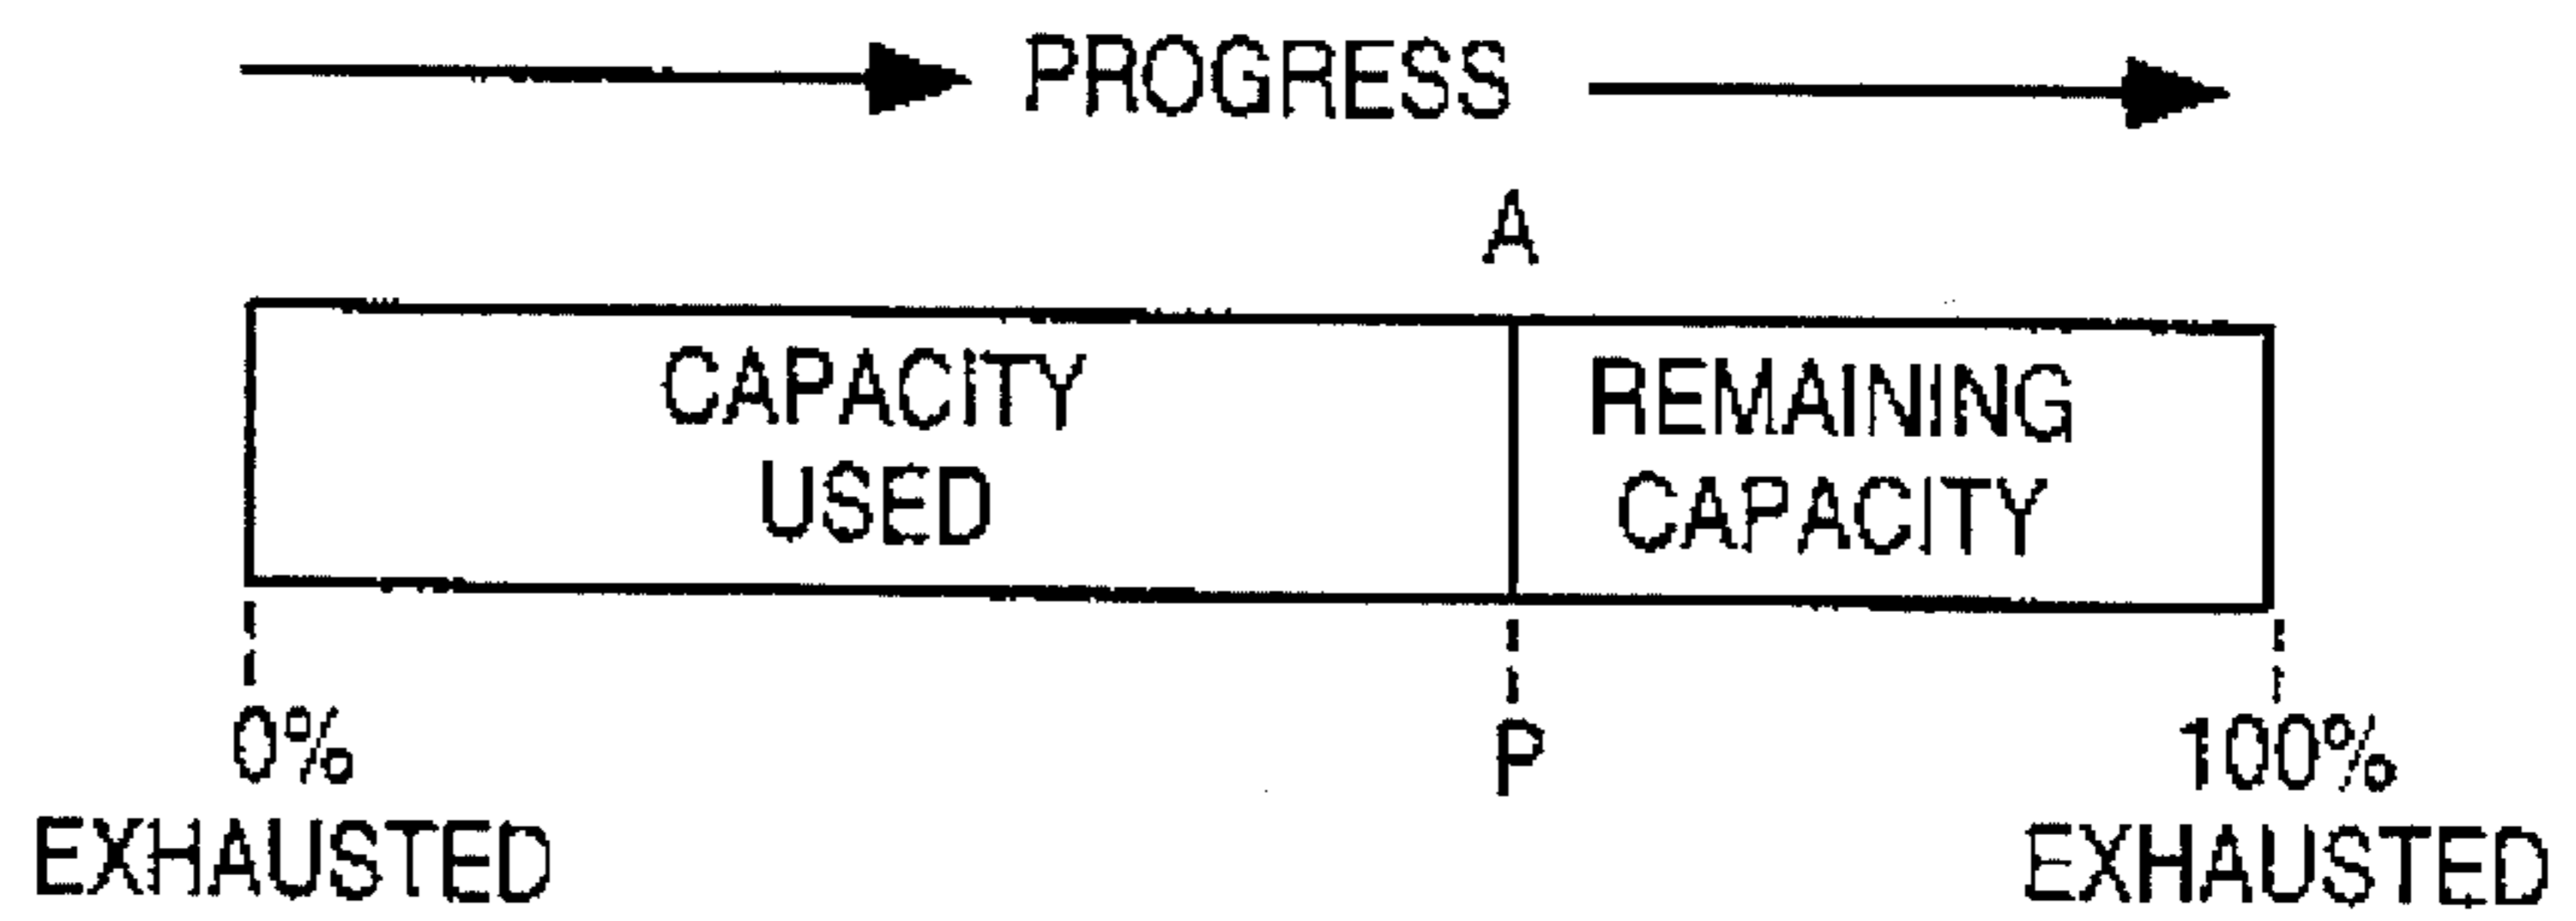 PROGRESS
A
CAPACITY
USED
REMAINING
CAPACITY
0%
EXHAUSTED
P
100%
EXHAUSTED